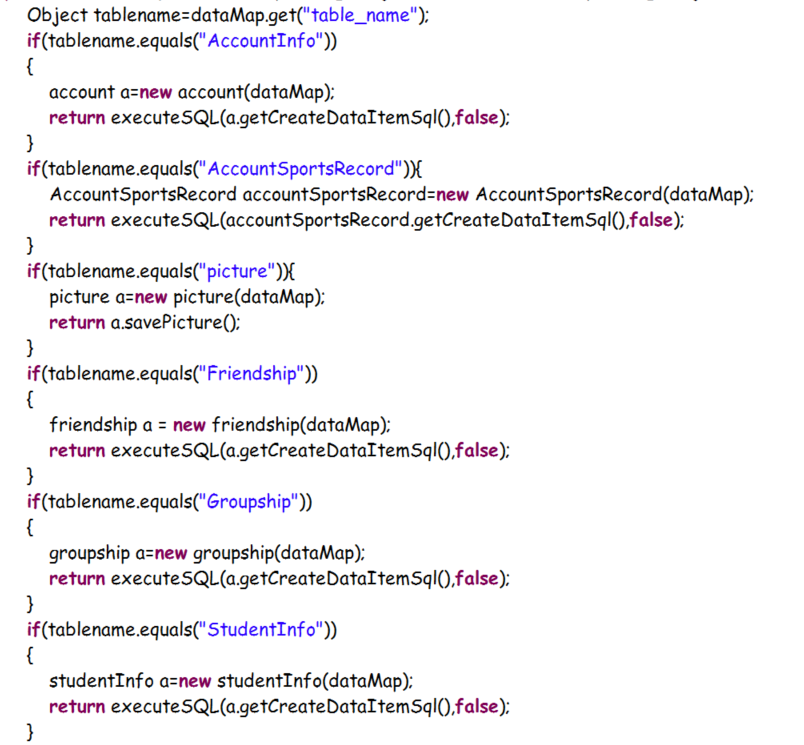 Object tablename=dataMap.get("table_name");
if(tablename.equals("AccountInfo"))
{
account a=new account(dataMap);
return executeSQL(a.getCreateDataItemSql(),false);
}
if(tablename.equals("AccountSportsRecord")){
AccountSportsRecord accountSportsRecord=new AccountSportsRecord(dataMap);
return executeSQL(accountSportsRecord.getCreateDataItemSql(),false);
}
if(tablename.equals("picture")){
picture a=new picture(dataMap);
return a.savePicture();
}
if(tablename.equals("Friendship"))
{
friendship a = new friendship(dataMap);
return executeSQL(a.getCreateDataItemSql(),false);
}
if(tablename.equals("Groupship"))
{
groupship a=new groupship(dataMap);
return executeSQL(a.getCreateDataItemSql(),false);
}
if(tablename.equals("StudentInfo"))
{
studentInfo a=new studentInfo(dataMap);
return executeSQL(a.getCreateDataItemSql(),false);
}